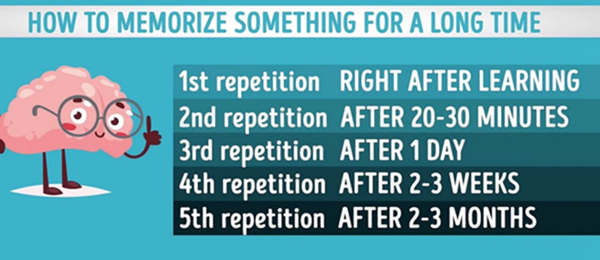 HOW TO MEMORIZE SOMETHING FOR A LONG TIME
1st repetition RIGHT AFTER LEARNING
2nd repetition AFTER 20-30 MINUTES
3rd repetition AFTER 1 DAY
4th repetition AFTER 2-3 WEEKS
5th repetition AFTER 2-3 MONTHS